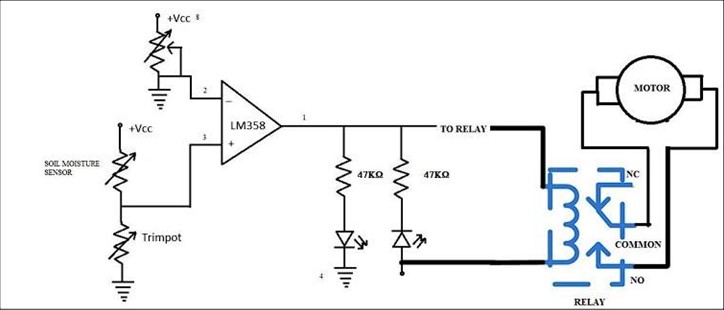 +Vcc 8
2
LM358
1
3
+Vcc
SOIL MOISTURE
SENSOR
Trimpot
47KΩ
47KΩ
4
TO RELAY
MOTOR
NC
COMMON
NO
RELAY